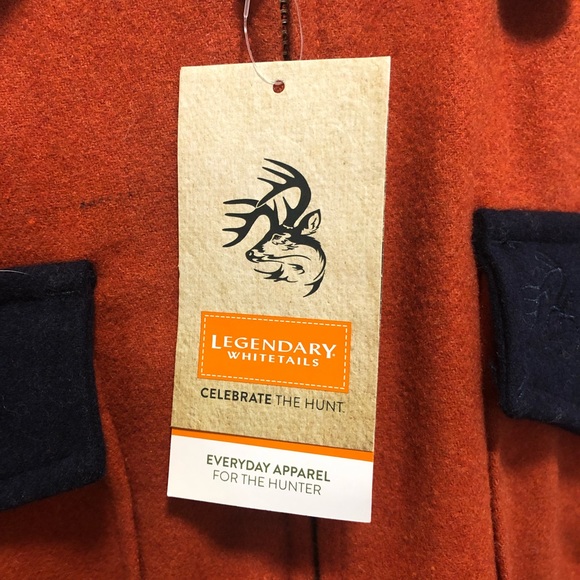 LEGENDARY
WHITETAILS
CELEBRATE THE HUNT.
EVERYDAY APPAREL
FOR THE HUNTER